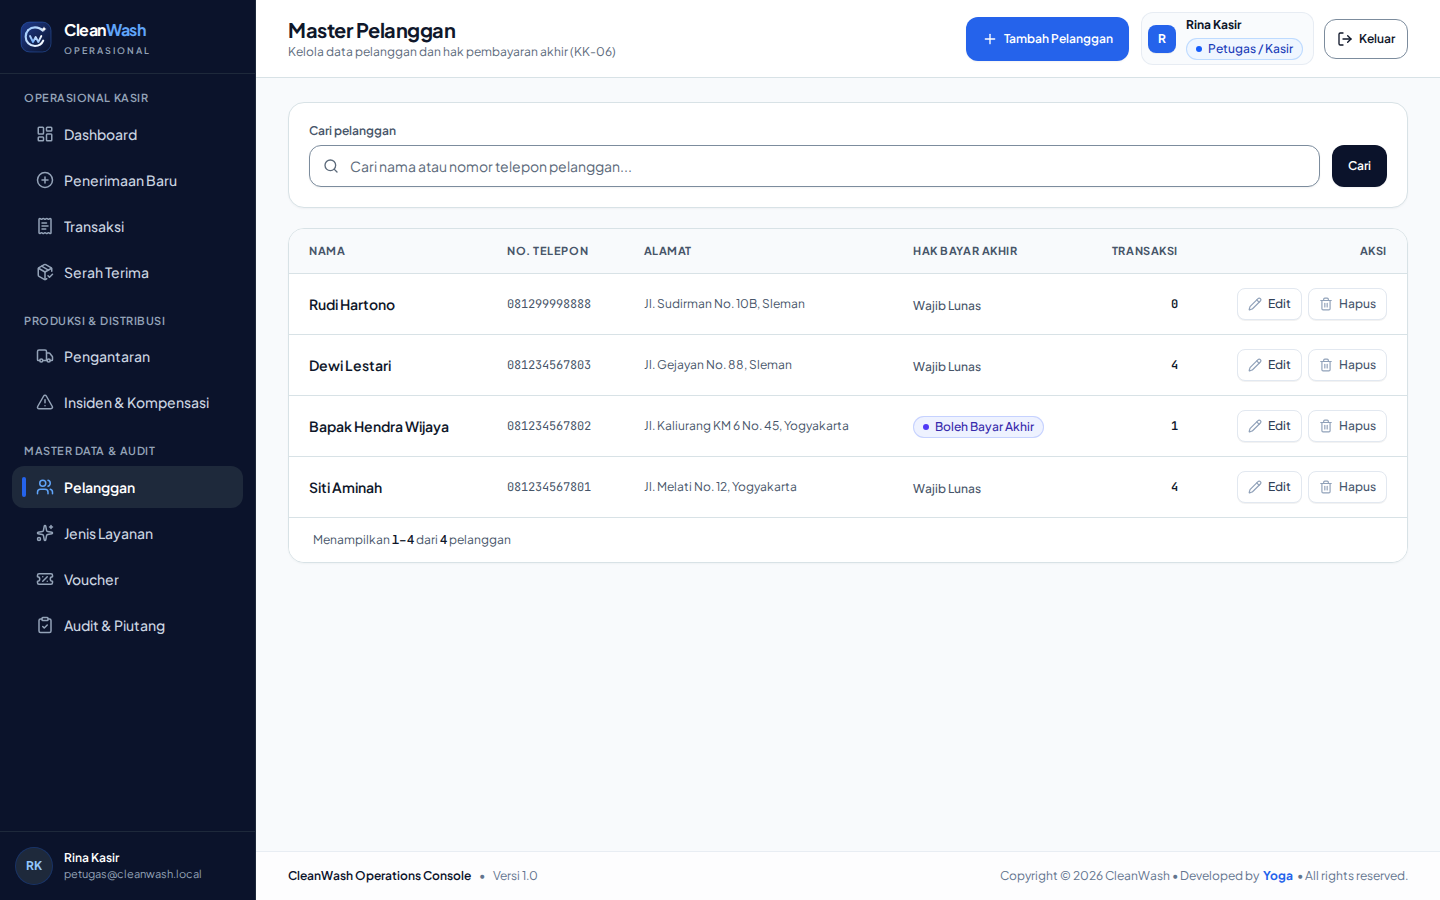 CleanWash
OPERASIONAL
OPERASIONAL KASIR
Dashboard
Penerimaan Baru
Transaksi
Serah Terima
PRODUKSI & DISTRIBUSI
Pengantaran
Insiden & Kompensasi
MASTER DATA & AUDIT
Pelanggan
Jenis Layanan
Voucher
Audit & Piutang
RK
Rina Kasir
petugas@cleanwash.local
Master Pelanggan
Kelola data pelanggan dan hak pembayaran akhir (KK-06)
Tambah Pelanggan
R
Rina Kasir
Petugas / Kasir
Keluar
Cari pelanggan
Cari nama atau nomor telepon pelanggan...
Cari
NAMA NO. TELEPON ALAMAT HAK BAYAR AKHIR TRANSAKSI AKSI
Rudi Hartono 081299998888 Jl. Sudirman No. 10B, Sleman Wajib Lunas 0 Edit Hapus
Dewi Lestari 081234567803 Jl. Gejayan No. 88, Sleman Wajib Lunas 4 Edit Hapus
Bapak Hendra Wijaya 081234567802 Jl. Kaliurang KM 6 No. 45, Yogyakarta Boleh Bayar Akhir 1 Edit Hapus
Siti Aminah 081234567801 Jl. Melati No. 12, Yogyakarta Wajib Lunas 4 Edit Hapus
Menampilkan 1–4 dari 4 pelanggan
CleanWash Operations Console • Versi 1.0
Copyright © 2026 CleanWash • Developed by Yoga • All rights reserved.